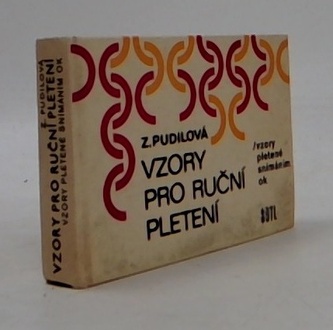 Z. PUDILOVÁ
VZORY PRO RUČNÍ PLETENÍ
VZORY PLETENÉ SNÍMÁNÍM OK
Z. PUDILOVÁ
VZORY
PRO RUČNÍ
PLETENÍ
/vzory
pletené
snímáním
ok
SNTL